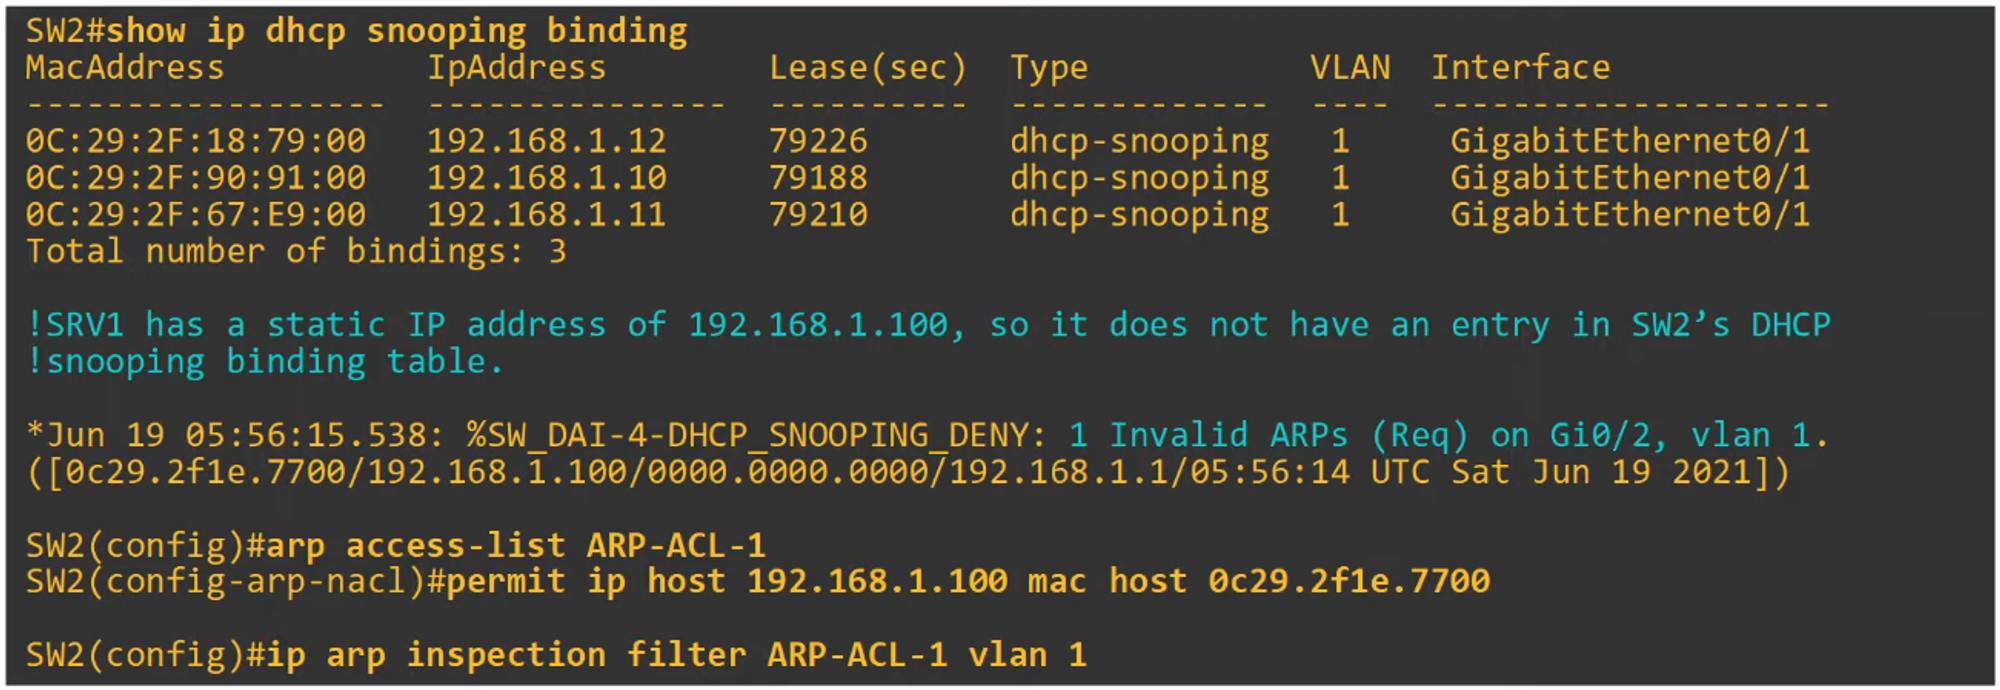 SW2#show ip dhcp snooping binding
MacAddress          IpAddress        Lease(sec)  Type           VLAN  Interface
------------------  ---------------  ----------  -------------  ----  --------------------
0C:29:2F:18:79:00   192.168.1.12     79226       dhcp-snooping   1     GigabitEthernet0/1
0C:29:2F:90:91:00   192.168.1.10     79188       dhcp-snooping   1     GigabitEthernet0/1
0C:29:2F:67:E9:00   192.168.1.11     79210       dhcp-snooping   1     GigabitEthernet0/1
Total number of bindings: 3
!SRV1 has a static IP address of 192.168.1.100, so it does not have an entry in SW2’s DHCP
!snooping binding table.
*Jun 19 05:56:15.538: %SW_DAI-4-DHCP_SNOOPING_DENY: 1 Invalid ARPs (Req) on Gi0/2, vlan 1.
([0c29.2f1e.7700/192.168.1.100/0000.0000.0000/192.168.1.1/05:56:14 UTC Sat Jun 19 2021])
SW2(config)#arp access-list ARP-ACL-1
SW2(config-arp-nacl)#permit ip host 192.168.1.100 mac host 0c29.2f1e.7700
SW2(config)#ip arp inspection filter ARP-ACL-1 vlan 1